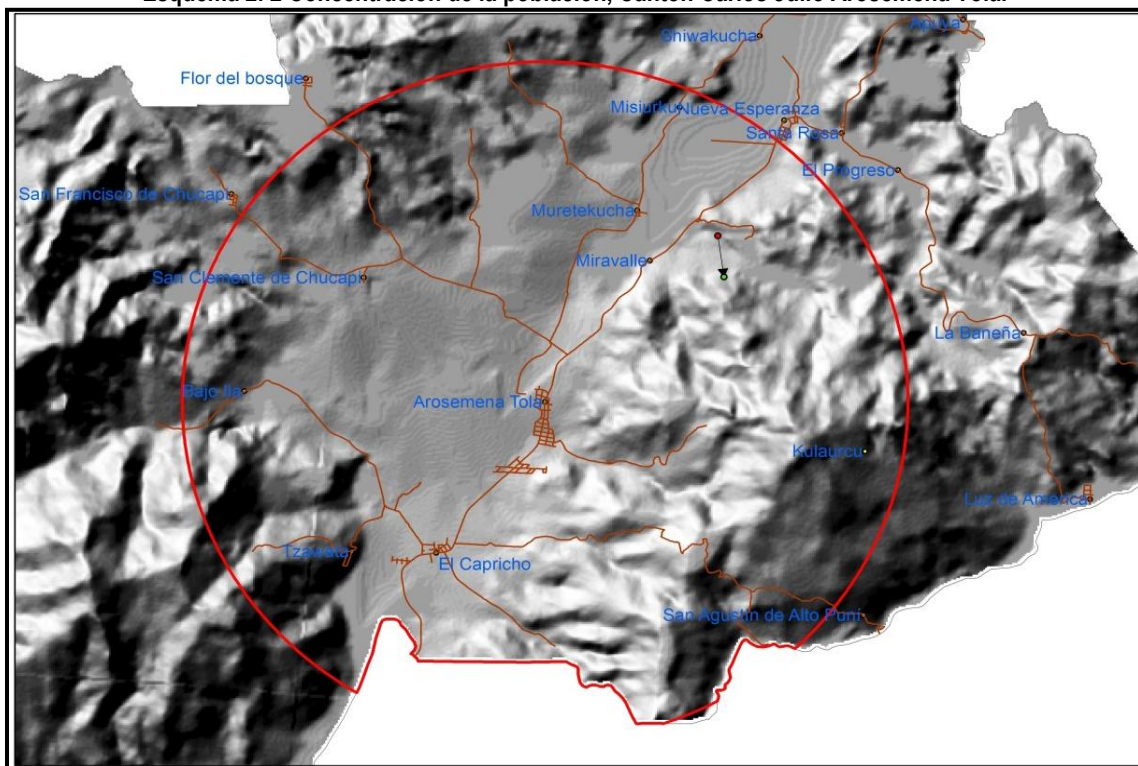 Esquema 2. 2 Concentración de la población, Cantón Carlos Julio Arosemena Tola.
Apuya
Shiwakucha
Flor del bosque
Misiurku
Nueva Esperanza
Santa Rosa
El Progreso
San Francisco de Chucapi
Muretekucha
Miravalle
San Clemente de Chucapi
La Baneña
Bajo Ila
Arosemena Tola
Kulaurcu
Luz de America
Tzawata
El Capricho
San Agustin de Alto Puní